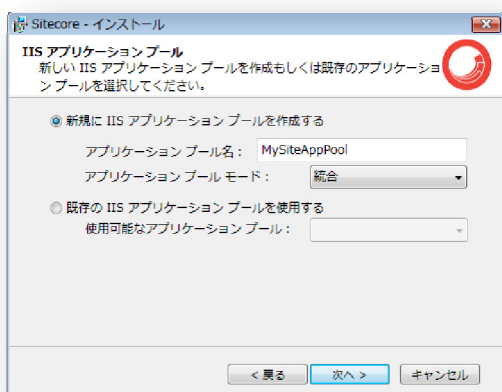 Sitecore - インストール
IIS アプリケーション プール
新しい IIS アプリケーション プールを作成もしくは既存のアプリケーショ
ン プールを選択してください。
新規に IIS アプリケーション プールを作成する
アプリケーション プール名： MySiteAppPool
アプリケーション プール モード： 統合
既存の IIS アプリケーション プールを使用する
使用可能なアプリケーション プール：
< 戻る 次へ > キャンセル